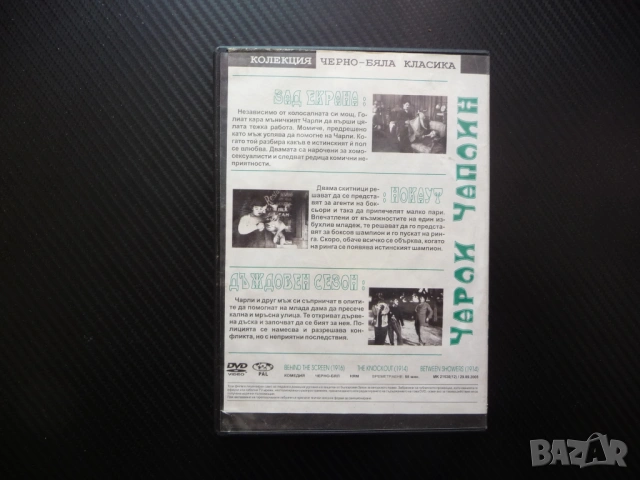 КОЛЕКЦИЯ ЧЕРНО-БЯЛА КЛАСИКА
ЗАД ЕКРАНА :
Независимо от колосалната си мощ, Го-
лиат кара мъничкият Чарли да върши ця-
лата тежка работа. Момиче, предрешено
като мъж успява да помогне на Чарли. Ко-
гато той разбира какъв е истинският ѝ пол
се влюбва. Двамата са нарочени за хомо-
сексуалисти и следват редица комични не-
приятности.
: НОКАУТ
Двама скитници ре-
шават да се предста-
вят за агенти на бок-
сьори и така да припечелят малко пари.
Впечатлени от възможностите на един из-
бухлив младеж, те решават да го предста-
вят за боксов шампион и го пускат на рин-
га. Скоро, обаче всичко се обърква, когато
на ринга се появява истинският шампион.
ДЪЖДОВЕН СЕЗОН :
Чарли и друг мъж си съпърничат в опити-
те да помогнат на млада дама да пресече
кална и мръсна улица. Те откриват дърве-
на дъска и започват да се бият за нея. По-
лицията се намесва и разрешава кон-
фликта, но с неприятни последствия.
ЧАРЛИ ЧАПЛИН
DVD
VIDEO
PAL
BEHIND THE SCREEN (1916) THE KNOCKOUT (1914) BETWEEN SHOWERS (1914)
КОМЕДИЯ ЧЕРНО-БЯЛ
BAZAR.bg